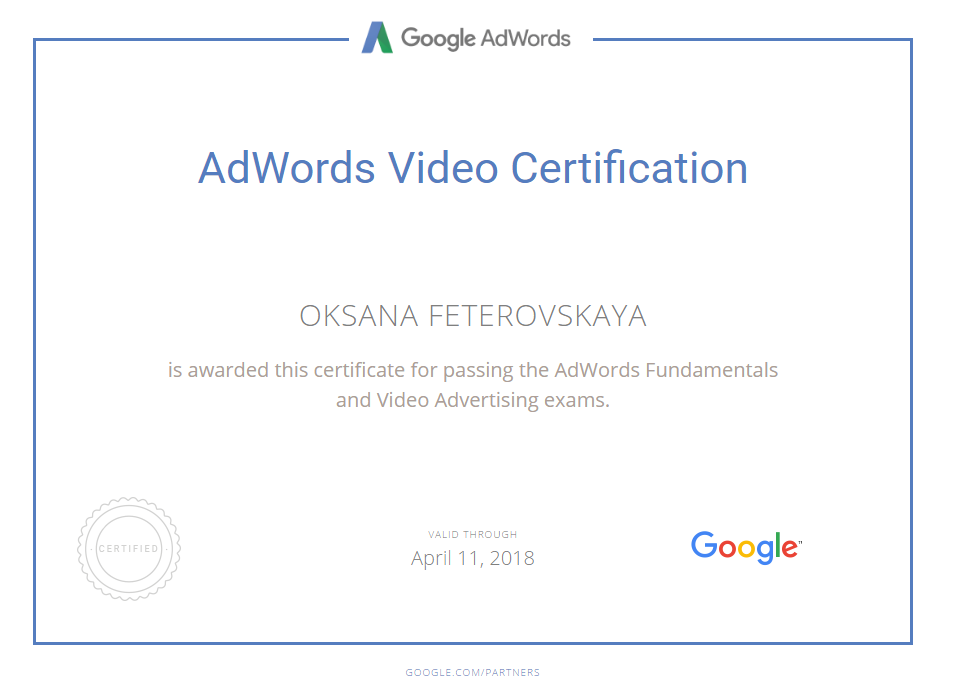 Google AdWords
AdWords Video Certification
OKSANA FETEROVSKAYA
is awarded this certificate for passing the AdWords Fundamentals
and Video Advertising exams.
· CERTIFIED ·
VALID THROUGH
April 11, 2018
Google™
GOOGLE.COM/PARTNERS